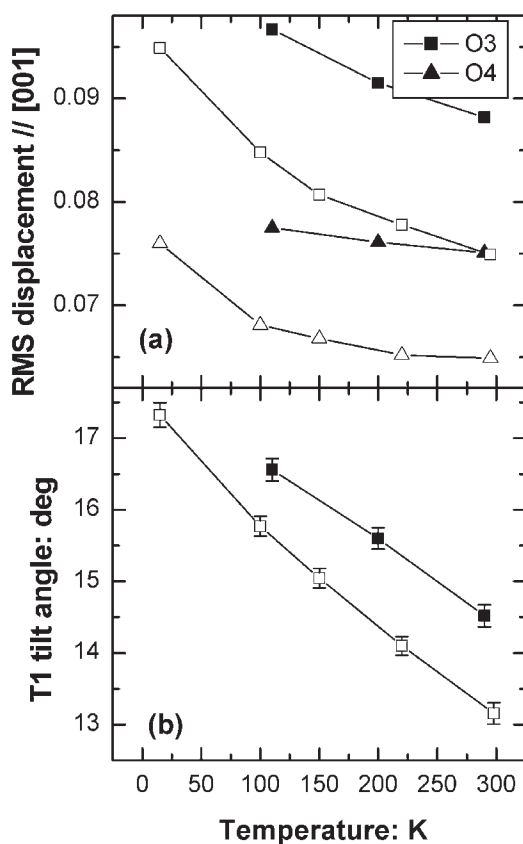 O3
O4
0.09
0.08
0.07
RMS displacement // [001]
(a)
17
16
15
14
13
T1 tilt angle: deg
(b)
0 50 100 150 200 250 300
Temperature: K